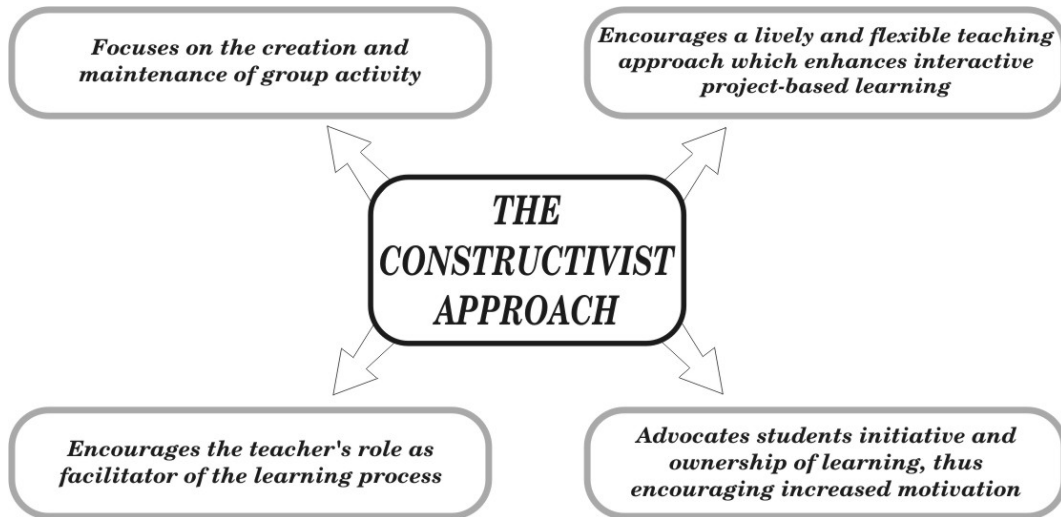 Focuses on the creation and
maintenance of group activity
Encourages a lively and flexible teaching
approach which enhances interactive
project-based learning
THE
CONSTRUCTIVIST
APPROACH
Encourages the teacher's role as
facilitator of the learning process
Advocates students initiative and
ownership of learning, thus
encouraging increased motivation